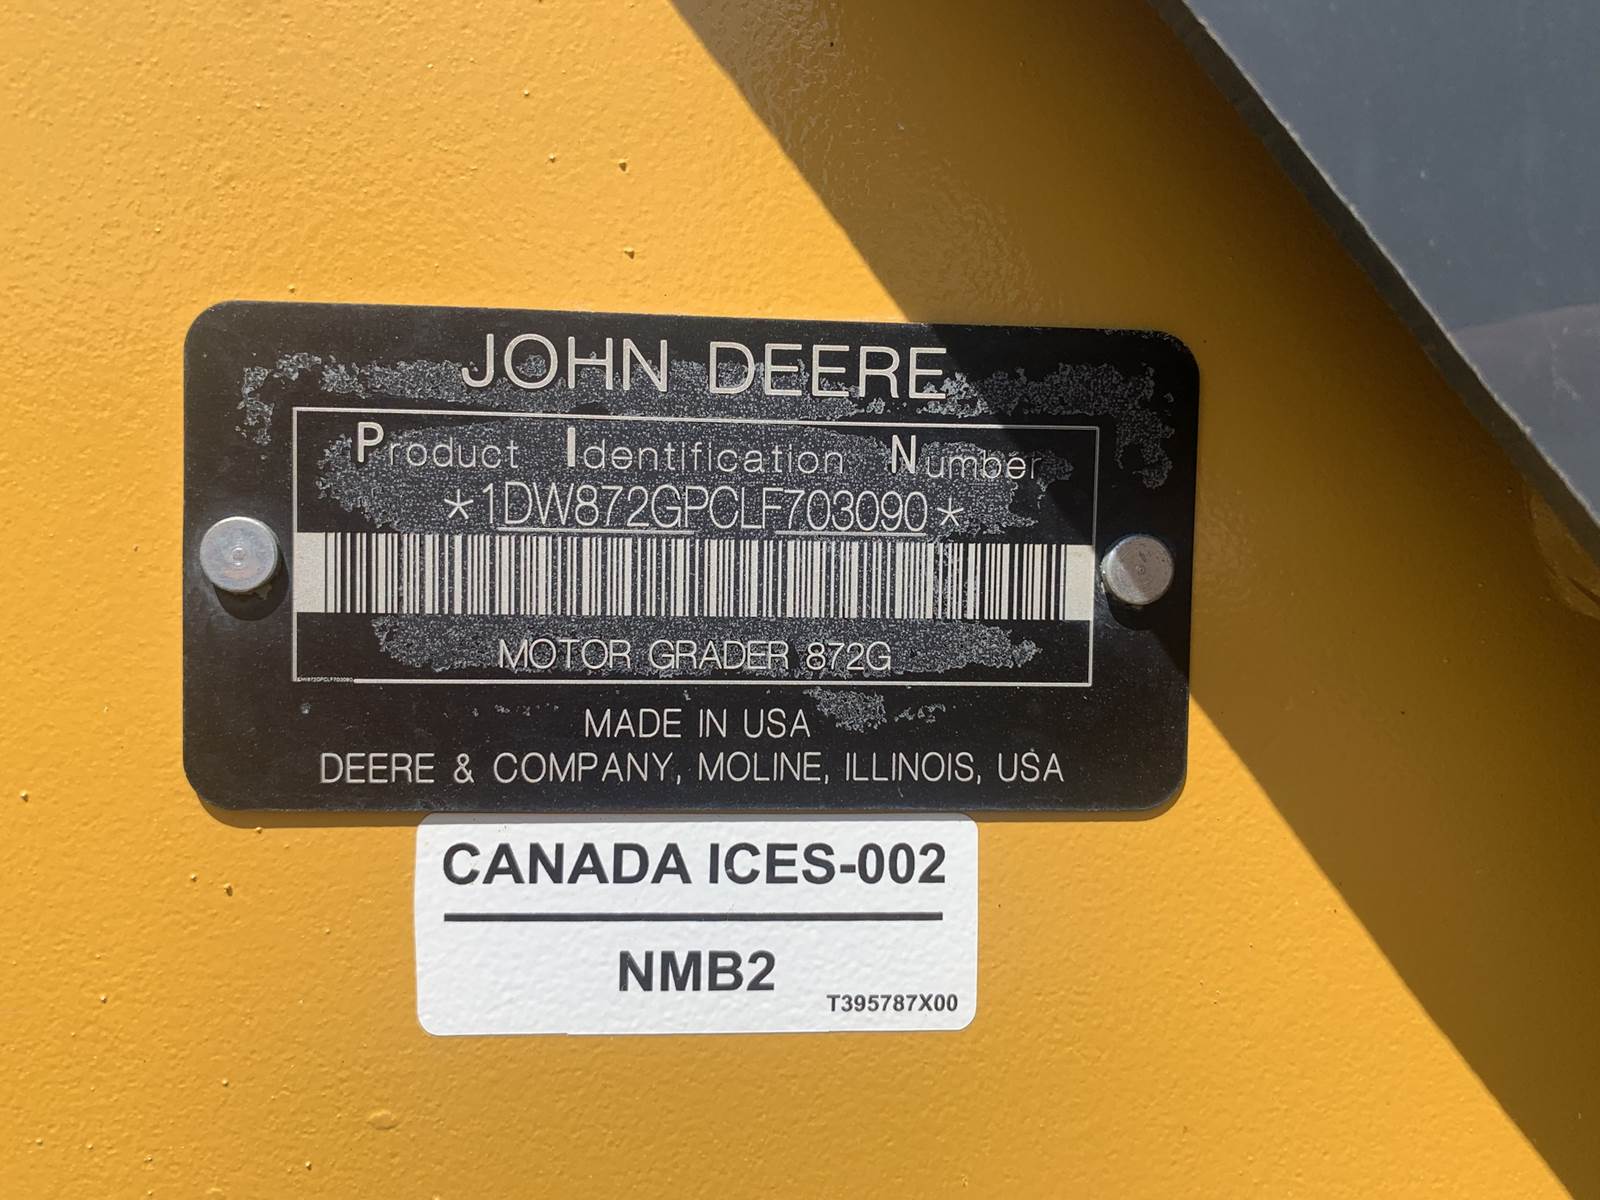 JOHN DEERE
Product Identification Number
*1DW872GPCLF703090*
MOTOR GRADER 872G
1DW872GPCLF703090
MADE IN USA
DEERE & COMPANY, MOLINE, ILLINOIS, USA
CANADA ICES-002
NMB2
T395787X00